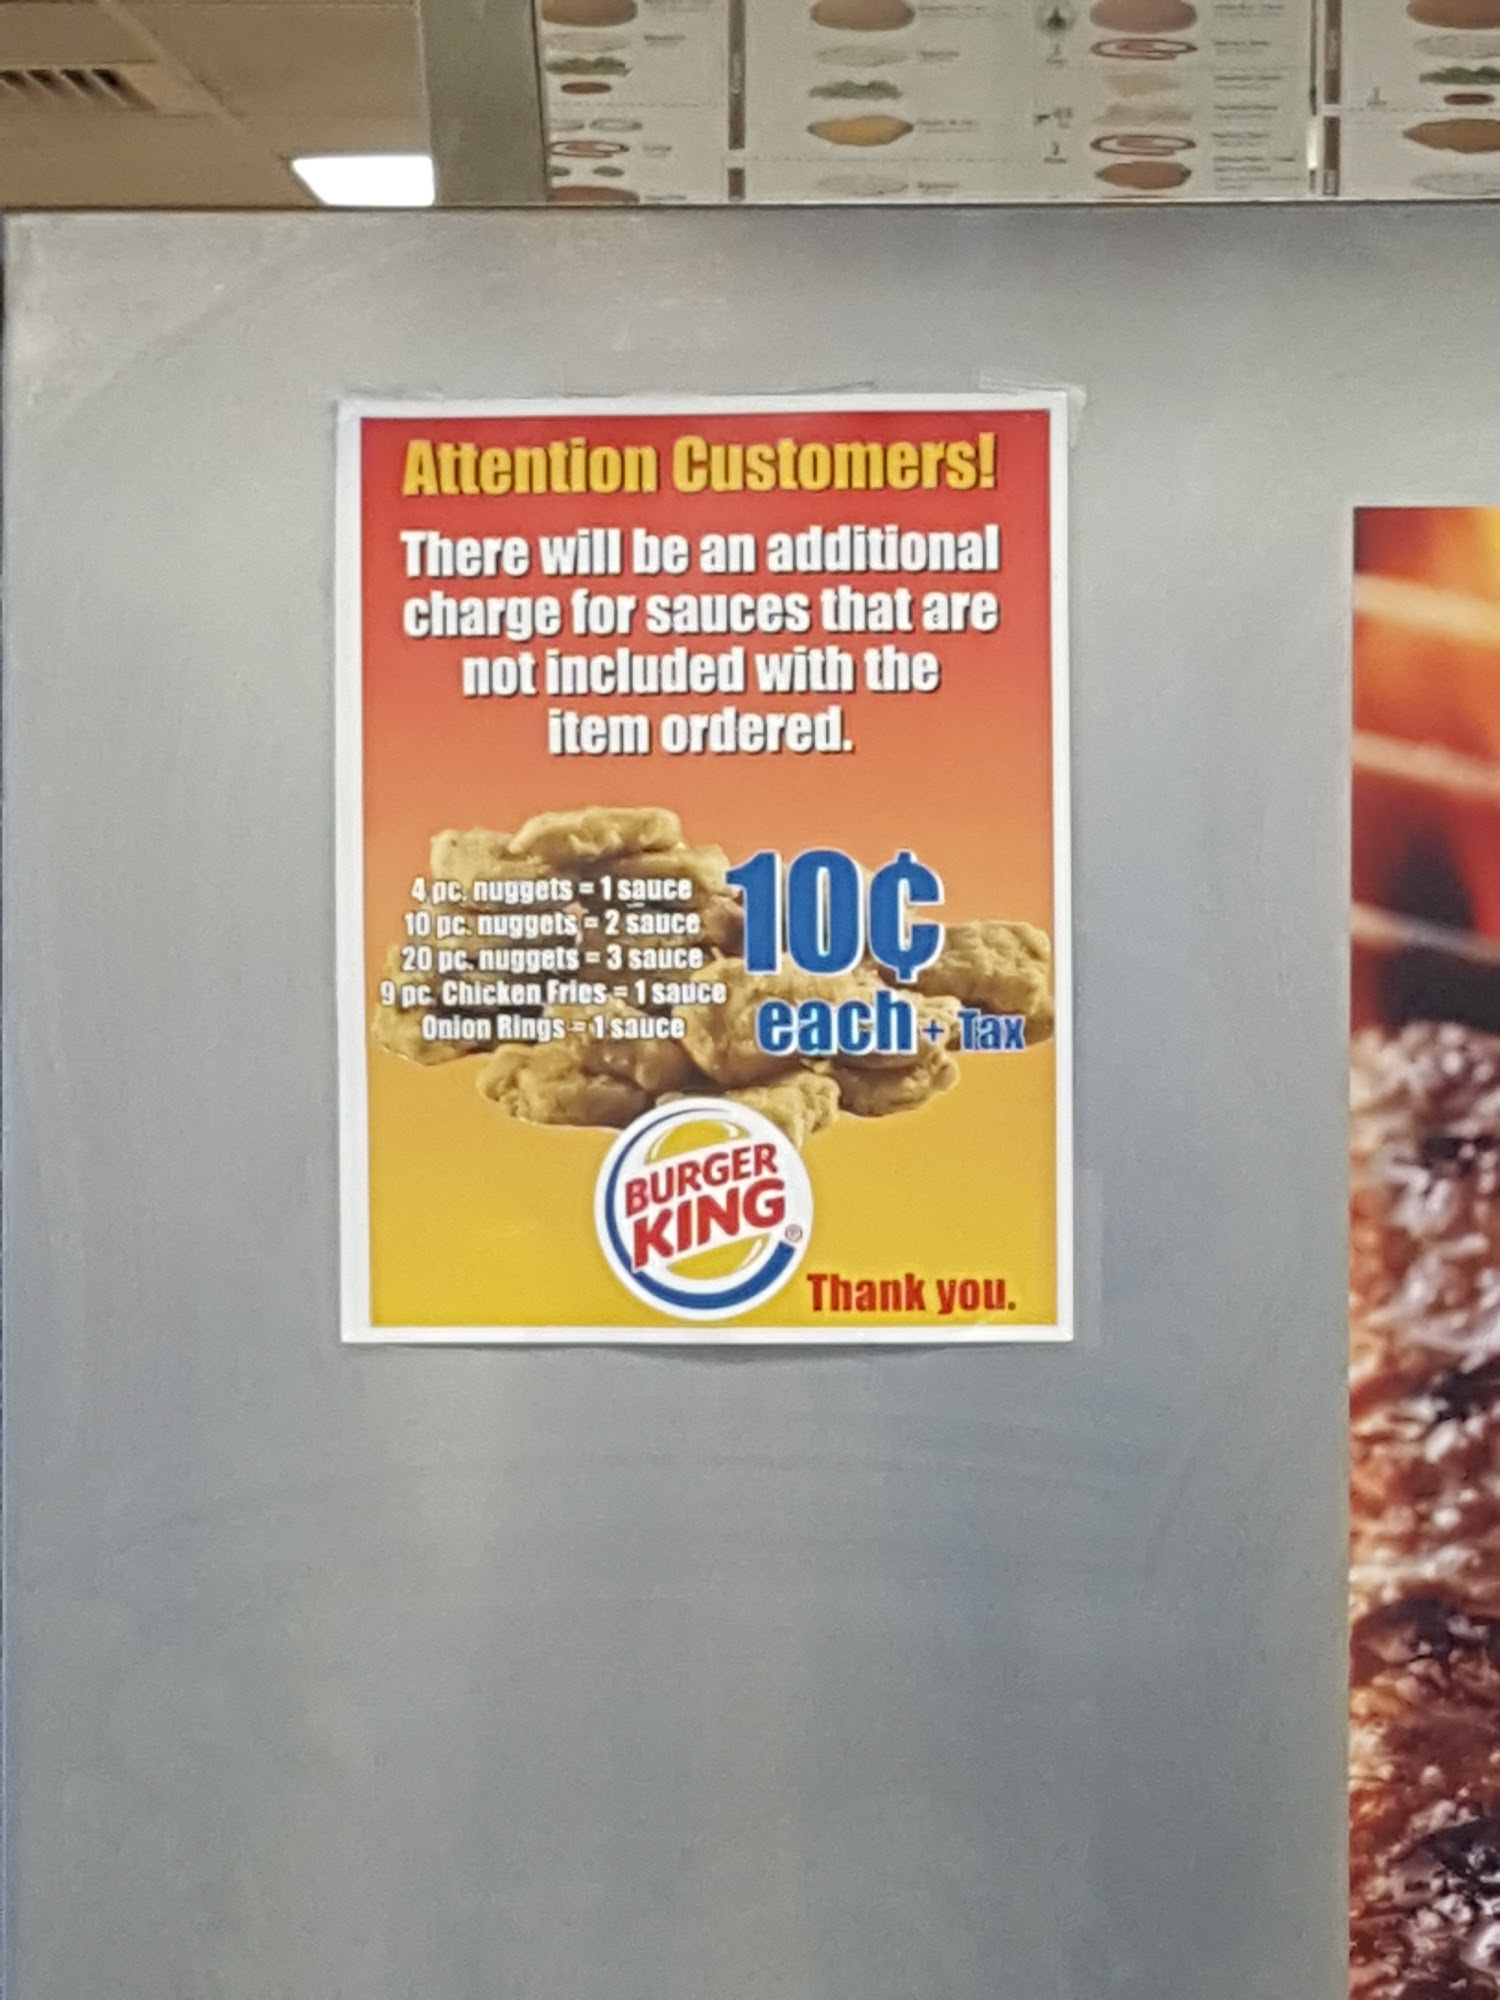 Attention Customers!
There will be an additional
charge for sauces that are
not included with the
item ordered.
4 pc. nuggets = 1 sauce
10 pc. nuggets = 2 sauce
20 pc. nuggets = 3 sauce
9 pc. Chicken Fries = 1 sauce
Onion Rings = 1 sauce
10¢
each + Tax
BURGER
KING®
Thank you.